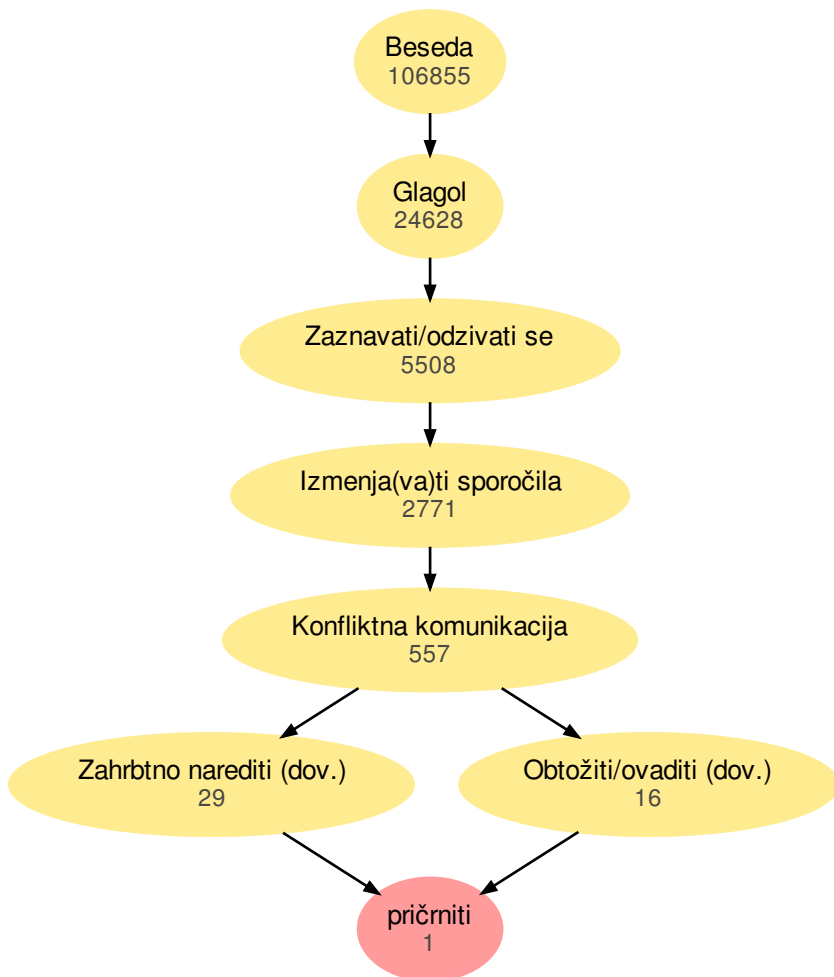 Beseda
106855
Glagol
24628
Zaznavati/odzivati se
5508
Izmenja(va)ti sporočila
2771
Konfliktna komunikacija
557
Zahrbtno narediti (dov.)
29
Obtožiti/ovaditi (dov.)
16
pričrniti
1